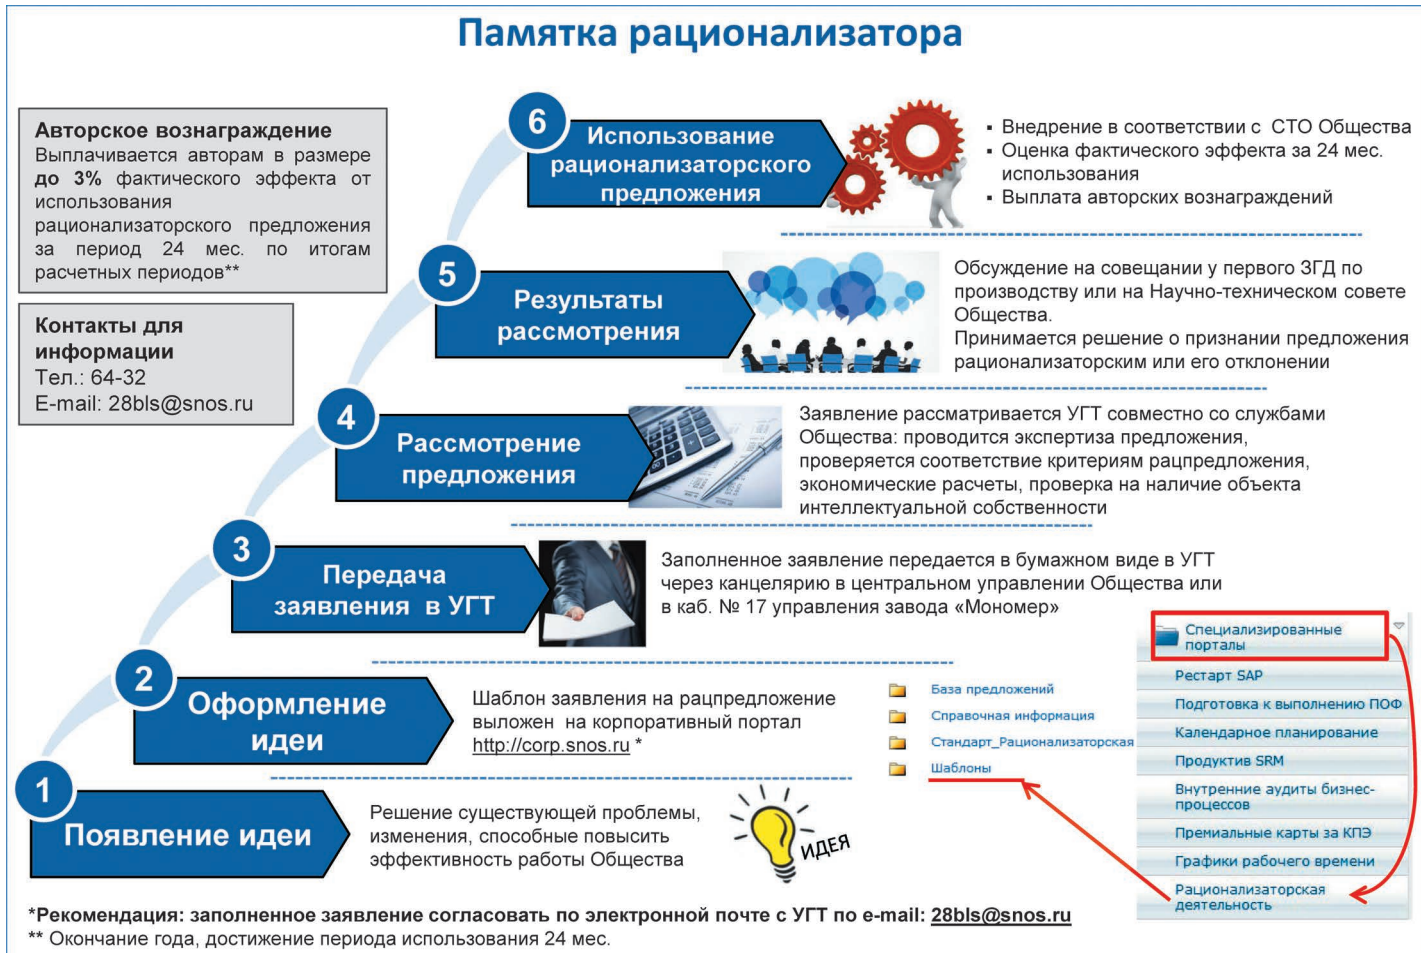 Памятка рационализатора
Авторское вознаграждение
Выплачивается авторам в размере
до 3% фактического эффекта от
использования
рационализаторского предложения
за период 24 мес. по итогам
расчетных периодов**
Контакты для
информации
Тел.: 64-32
E-mail: 28bls@snos.ru
6
Использование
рационализаторского
предложения
▪ Внедрение в соответствии с СТО Общества
▪ Оценка фактического эффекта за 24 мес.
использования
▪ Выплата авторских вознаграждений
5
Результаты
рассмотрения
Обсуждение на совещании у первого ЗГД по
производству или на Научно-техническом совете
Общества.
Принимается решение о признании предложения
рационализаторским или его отклонении
4
Рассмотрение
предложения
Заявление рассматривается УГТ совместно со службами
Общества: проводится экспертиза предложения,
проверяется соответствие критериям рацпредложения,
экономические расчеты, проверка на наличие объекта
интеллектуальной собственности
3
Передача
заявления в УГТ
Заполненное заявление передается в бумажном виде в УГТ
через канцелярию в центральном управлении Общества или
в каб. № 17 управления завода «Мономер»
2
Оформление
идеи
Шаблон заявления на рацпредложение
выложен на корпоративный портал
http://corp.snos.ru *
База предложений
Справочная информация
Стандарт_Рационализаторская
Шаблоны
Специализированные
порталы
Рестарт SAP
Подготовка к выполнению ПОФ
Календарное планирование
Продуктив SRM
Внутренние аудиты бизнес-
процессов
Премиальные карты за КПЭ
Графики рабочего времени
Рационализаторская
деятельность
1
Появление идеи
Решение существующей проблемы,
изменения, способные повысить
эффективность работы Общества
ИДЕЯ
*Рекомендация: заполненное заявление согласовать по электронной почте с УГТ по e-mail: 28bls@snos.ru
** Окончание года, достижение периода использования 24 мес.